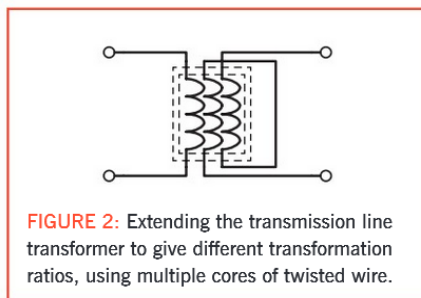 FIGURE 2: Extending the transmission line
transformer to give different transformation
ratios, using multiple cores of twisted wire.